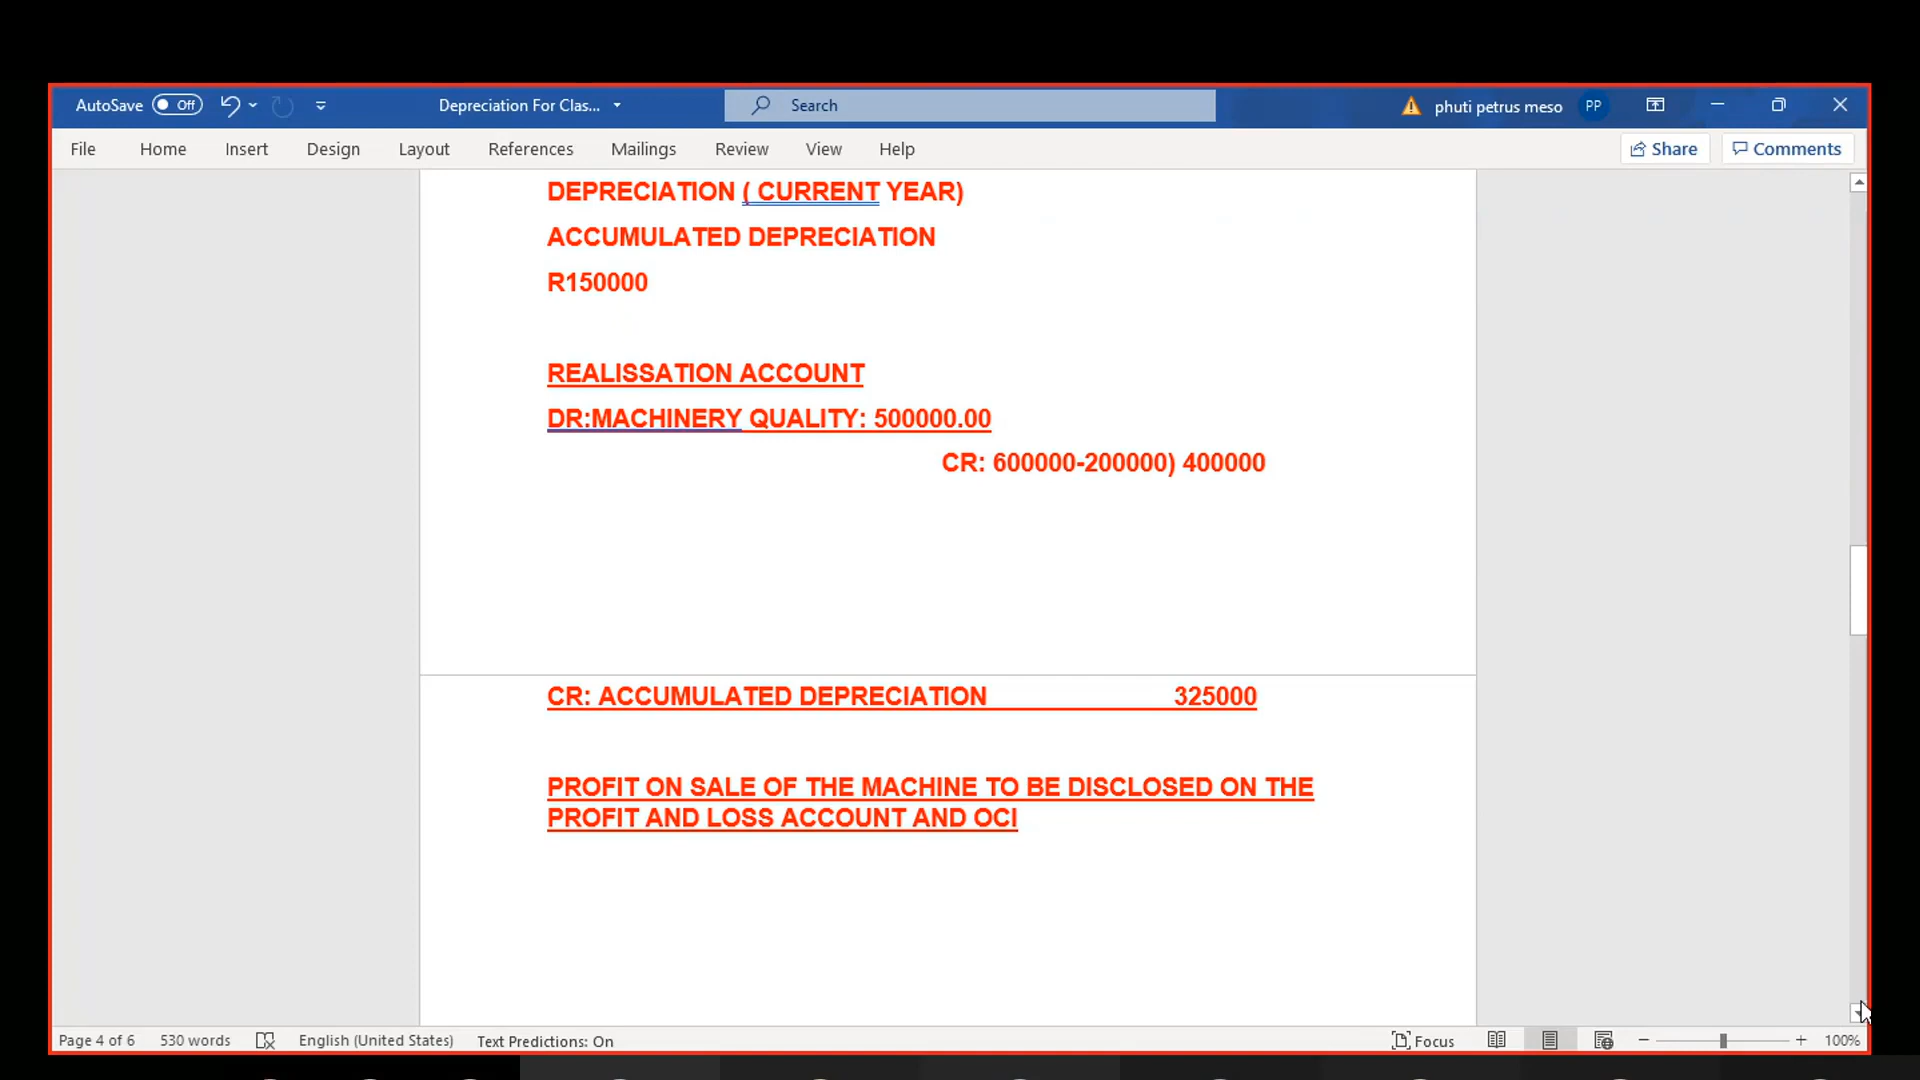 AutoSave Off Depreciation For Clas... Search phuti petrus meso PP
File Home Insert Design Layout References Mailings Review View Help Share Comments
DEPRECIATION ( CURRENT YEAR)
ACCUMULATED DEPRECIATION
R150000
REALISSATION ACCOUNT
DR:MACHINERY QUALITY: 500000.00
CR: 600000-200000) 400000
CR: ACCUMULATED DEPRECIATION 325000
PROFIT ON SALE OF THE MACHINE TO BE DISCLOSED ON THE
PROFIT AND LOSS ACCOUNT AND OCI
Page 4 of 6 530 words English (United States) Text Predictions: On Focus 100%